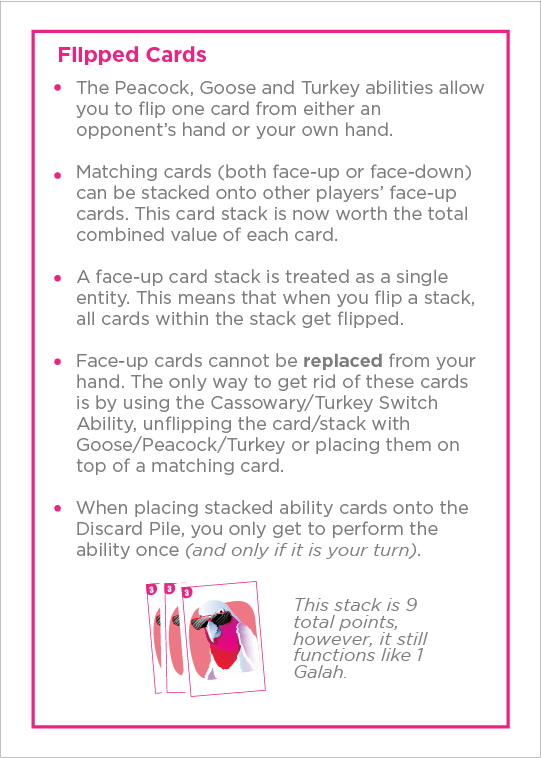 Flipped Cards
• The Peacock, Goose and Turkey abilities allow
you to flip one card from either an
opponent's hand or your own hand.
• Matching cards (both face-up or face-down)
can be stacked onto other players' face-up
cards. This card stack is now worth the total
combined value of each card.
• A face-up card stack is treated as a single
entity. This means that when you flip a stack,
all cards within the stack get flipped.
• Face-up cards cannot be replaced from your
hand. The only way to get rid of these cards
is by using the Cassowary/Turkey Switch
Ability, unflipping the card/stack with
Goose/Peacock/Turkey or placing them on
top of a matching card.
• When placing stacked ability cards onto the
Discard Pile, you only get to perform the
ability once (and only if it is your turn).
3 3 3
This stack is 9
total points,
however, it still
functions like 1
Galah.